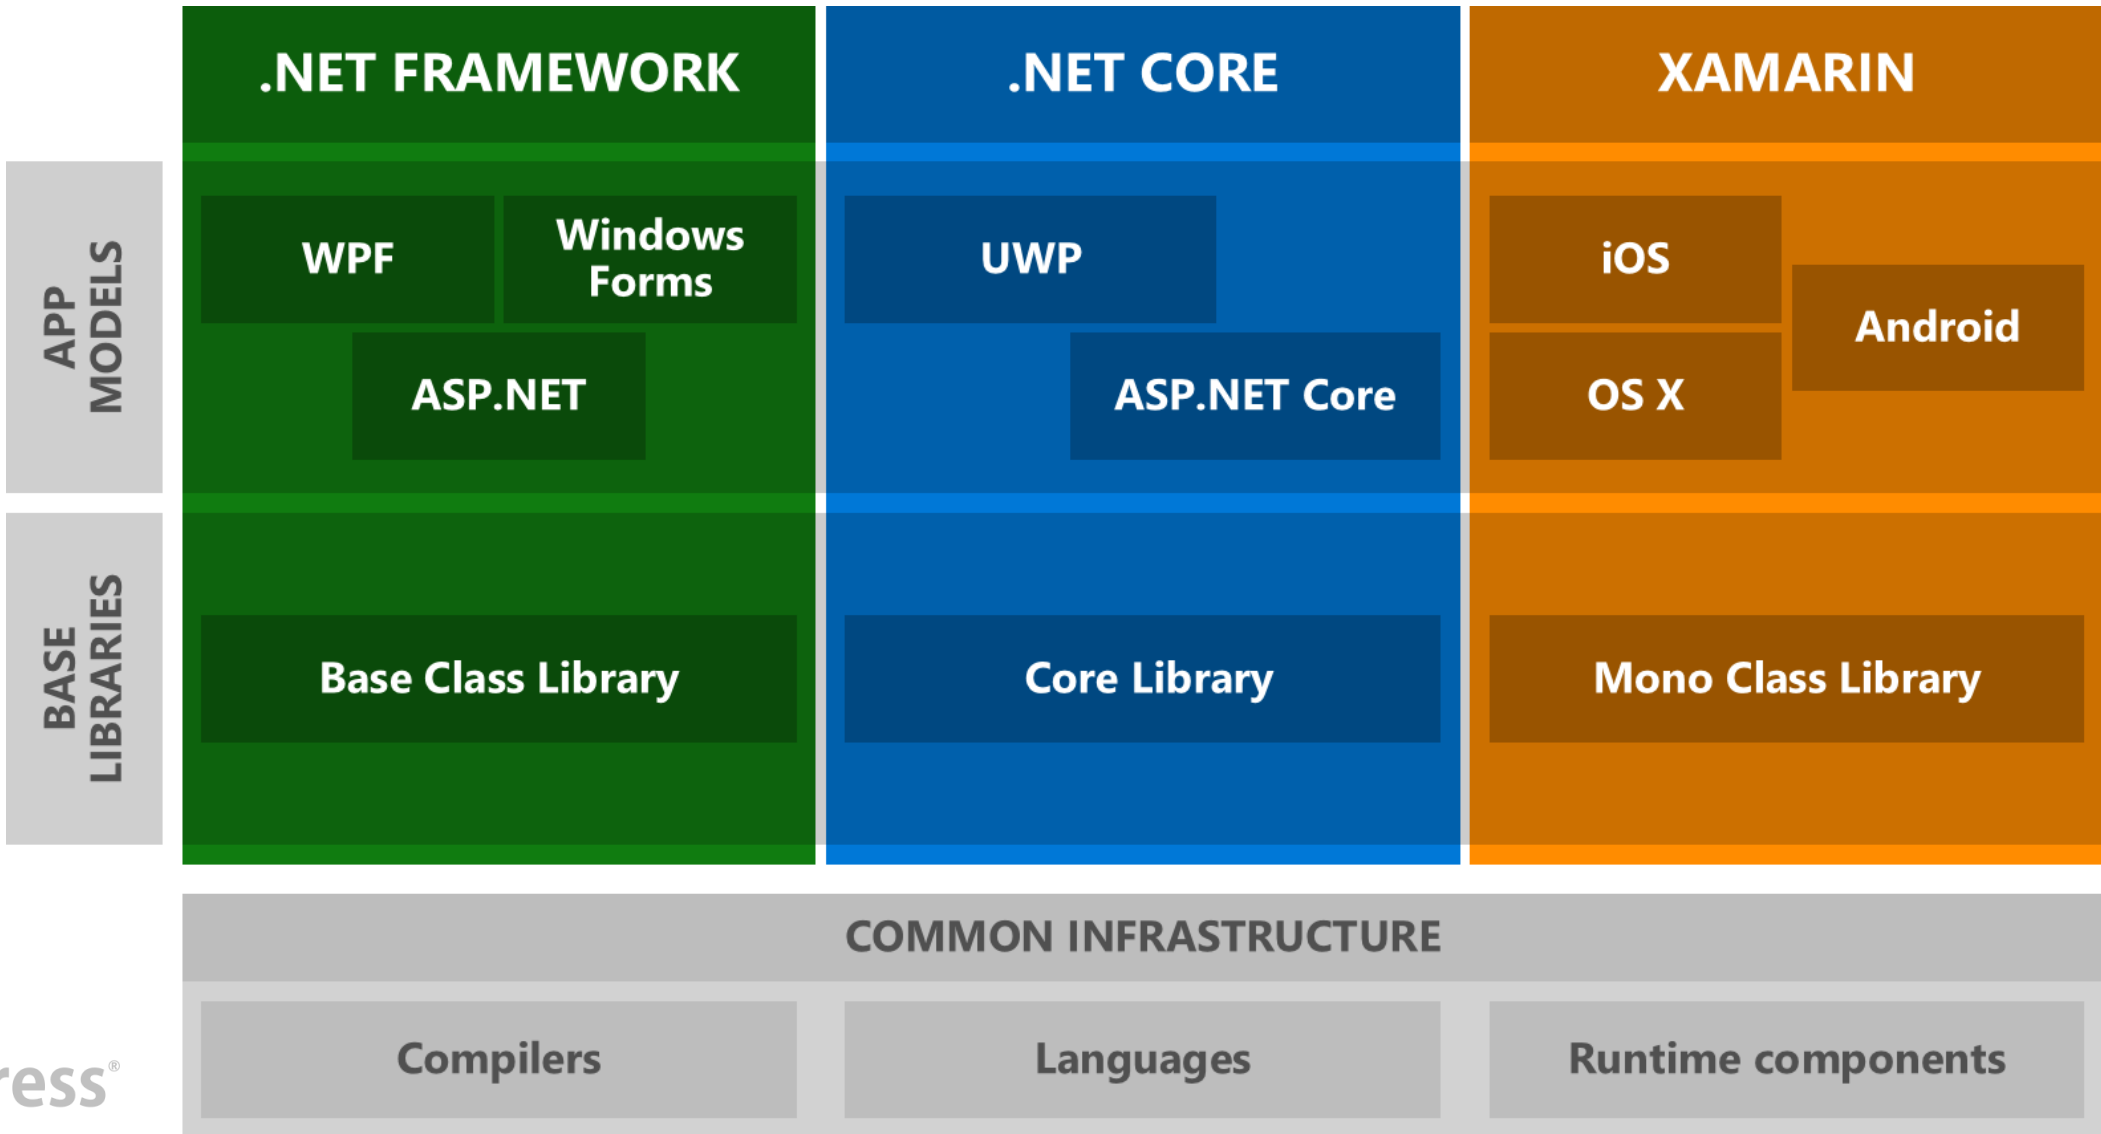 .NET FRAMEWORK
.NET CORE
XAMARIN
APP
MODELS
WPF
Windows
Forms
ASP.NET
UWP
ASP.NET Core
iOS
Android
OS X
BASE
LIBRARIES
Base Class Library
Core Library
Mono Class Library
COMMON INFRASTRUCTURE
Compilers
Languages
Runtime components
ress®